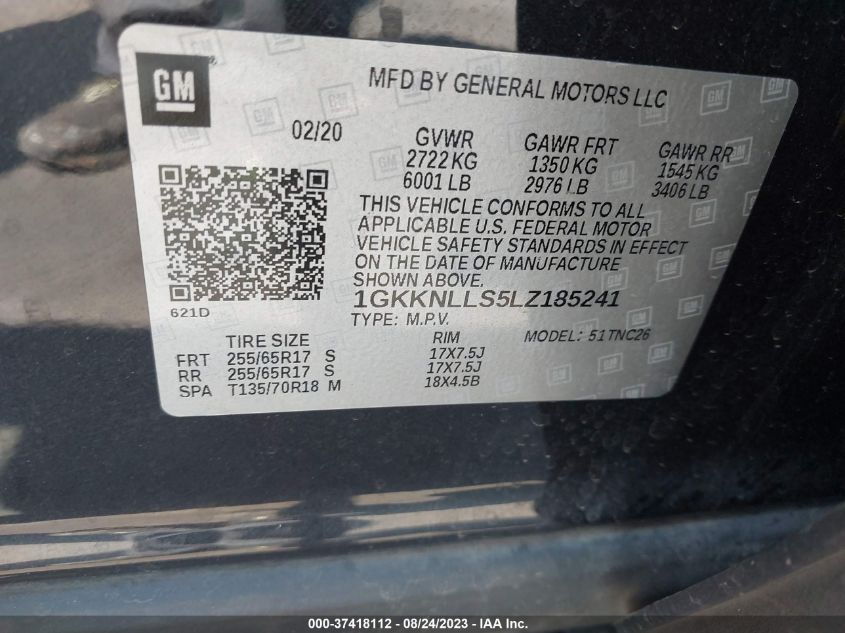 GM
MFD BY GENERAL MOTORS LLC
02/20
GVWR GAWR FRT GAWR RR
2722 KG 1350 KG 1545 KG
6001 LB 2976 LB 3406 LB
THIS VEHICLE CONFORMS TO ALL
APPLICABLE U.S. FEDERAL MOTOR
VEHICLE SAFETY STANDARDS IN EFFECT
ON THE DATE OF MANUFACTURE
SHOWN ABOVE.
1GKKNLLS5LZ185241
621D
TYPE: M.P.V. MODEL: 51TNC26
TIRE SIZE RIM
FRT 255/65R17 S 17X7.5J
RR 255/65R17 S 17X7.5J
SPA T135/70R18 M 18X4.5B
000-37418112 - 08/24/2023 - IAA Inc.